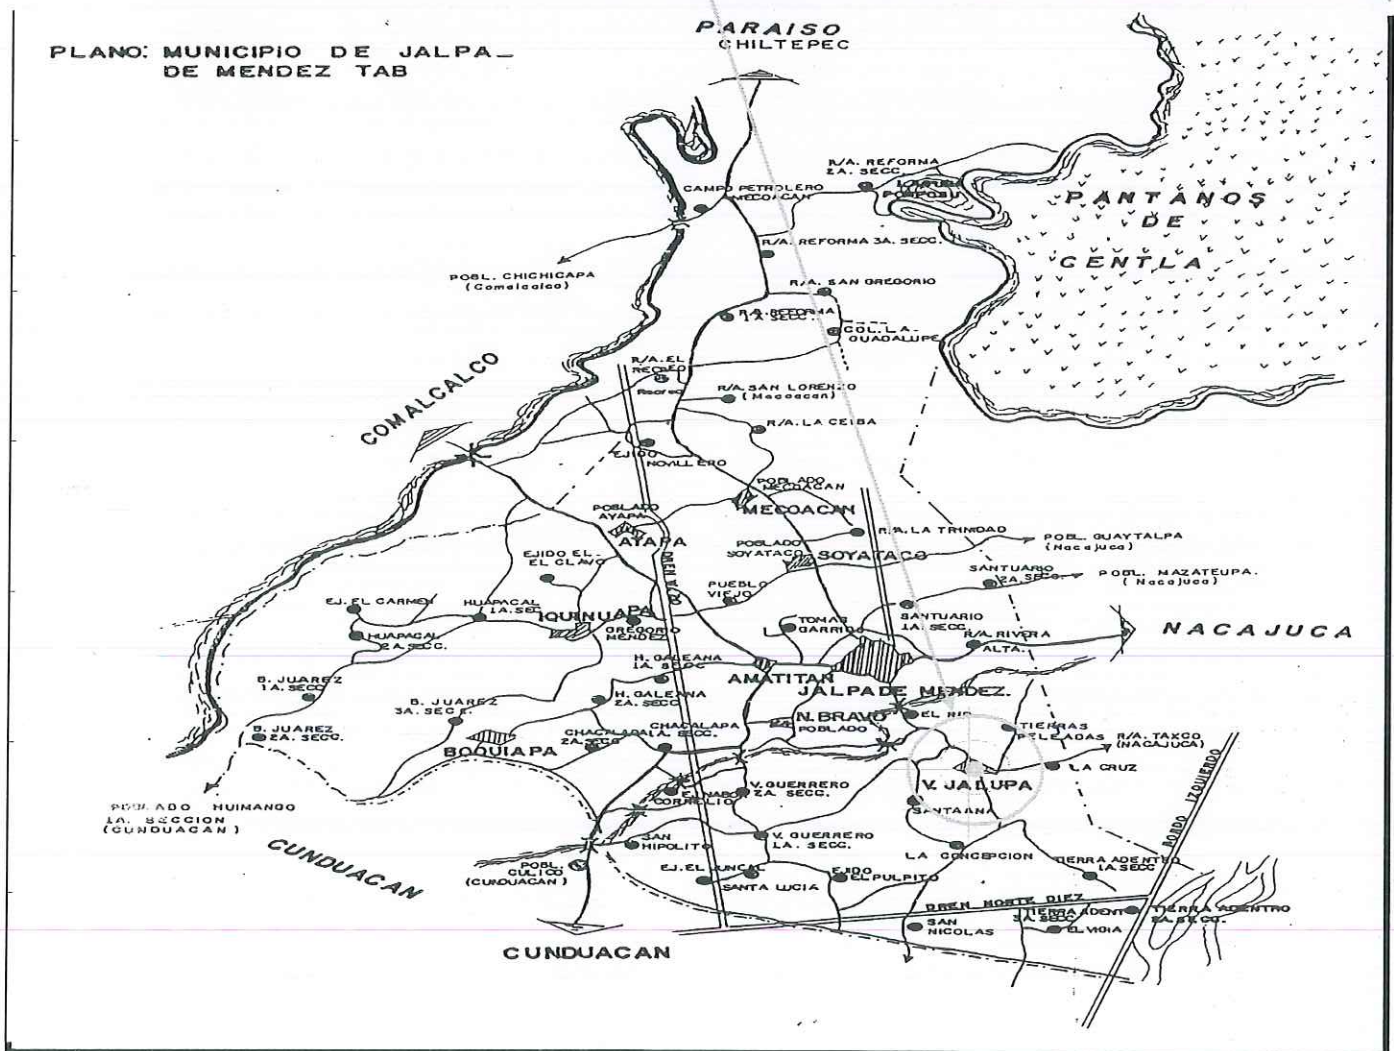 PLANO: MUNICIPIO DE JALPA_
DE MENDEZ TAB
PARAISO
CHILTEPEC
R/A. REFORMA
2A. SECC.
CAMPO PETROLERO
MECOACAN
PANTANOS
DE
CENTLA
R/A. REFORMA 3A. SECC.
POBL. CHICHICAPA
(Comalcalco)
R/A. SAN GREGORIO
R/A. REFORMA
1A. SECC.
COL. LA-
GUADALUPE
COMALCALCO
R/A. EL
RECREO
R/A. SAN LORENZO
(Mecoacan)
R/A. LA CEIBA
EJIDO
NOVILLERO
POBLADO
MECOACAN
MECOACAN
POBLADO
AYAPA
AYAPA
R/A. LA TRINIDAD
POBLADO
SOYATACO
SOYATACO
POBL. GUAYTALPA
(Nacajuca)
EJIDO EL-
EL CLAVO
SANTUARIO
2A. SECC.
POBL. MAZATEUPA.
(Nacajuca)
PUEBLO
VIEJO
EJ. EL CARMEN
HUAPACAL
1A. SEC
IQUINUAPA
GREGORIO
MENDEZ
TOMAS
GARRIDO
SANTUARIO
1A. SECC.
R/A. RIVERA
ALTA.
NACAJUCA
HUAPACAL
2A. SECC.
H. GALEANA
1A. SECC
AMATITAN
JALPA DE MENDEZ.
B. JUAREZ
1A. SECC
B. JUAREZ
3A. SECC.
H. GALEANA
2A. SECC.
N. BRAVO
POBLADO
EL RIO
B. JUAREZ
2A. SECC.
BOQUIAPA
CHACALAPA
1A. SECC.
CHACALAPA
2A. SECC
TIERRAS
PELEADAS
R/A. TAXCO
(NACAJUCA)
LA CRUZ
V. JALUPA
BORDO IZQUIERDO
POBLADO HUIMANGO
1A. SECCION
(CUNDUACAN)
V. GUERRERO
2A. SECC.
SANTA ANA
CUNDUACAN
SAN
HIPOLITO
V. GUERRERO
1A. SECC.
LA CONCEPCION
TIERRA ADENTRO
1A. SECC
POBL.
CULICO
(CUNDUACAN)
EJ. EL JUNCAL
SANTA LUCIA
EJIDO
EL PULPITO
DREN NORTE DIEZ
SAN
NICOLAS
TIERRA ADENT
3A. SECC
EL VIGIA
TIERRA ADENTRO
2A. SECC.
CUNDUACAN